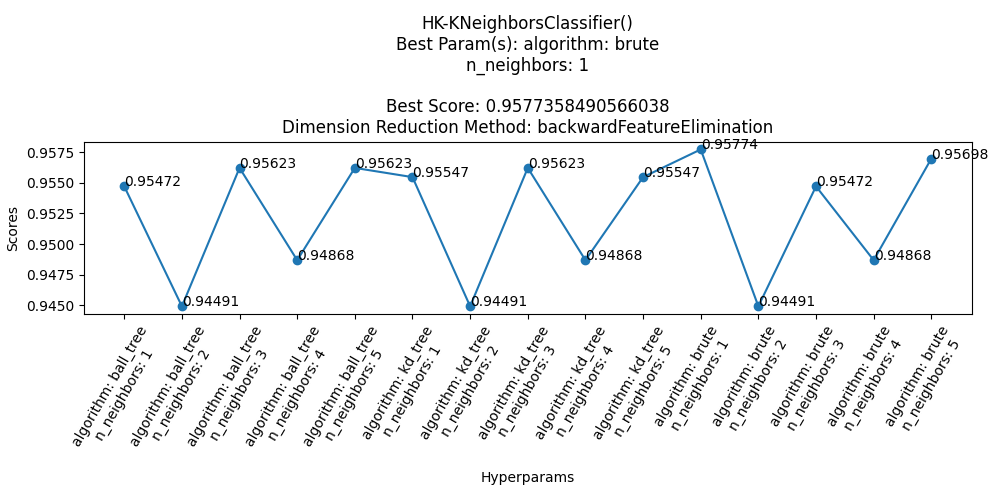 HK-KNeighborsClassifier()
Best Param(s): algorithm: brute
n_neighbors: 1
Best Score: 0.9577358490566038
Dimension Reduction Method: backwardFeatureElimination
Scores
0.9575
0.9550
0.9525
0.9500
0.9475
0.9450
0.95472
0.94491
0.95623
0.94868
0.95623
0.95547
0.94491
0.95623
0.94868
0.95547
0.95774
0.94491
0.95472
0.94868
0.95698
algorithm: ball_tree
n_neighbors: 1
algorithm: ball_tree
n_neighbors: 2
algorithm: ball_tree
n_neighbors: 3
algorithm: ball_tree
n_neighbors: 4
algorithm: ball_tree
n_neighbors: 5
algorithm: kd_tree
n_neighbors: 1
algorithm: kd_tree
n_neighbors: 2
algorithm: kd_tree
n_neighbors: 3
algorithm: kd_tree
n_neighbors: 4
algorithm: kd_tree
n_neighbors: 5
algorithm: brute
n_neighbors: 1
algorithm: brute
n_neighbors: 2
algorithm: brute
n_neighbors: 3
algorithm: brute
n_neighbors: 4
algorithm: brute
n_neighbors: 5
Hyperparams